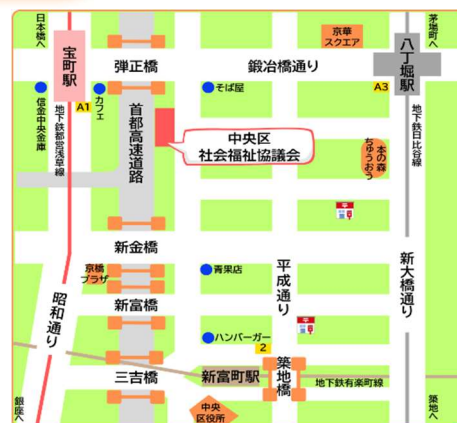 日本橋へ
宝町駅
弾正橋
鍛冶橋通り
京華
スクエア
八丁堀駅
茅場町へ
信金中央金庫
A1
カフェ
そば屋
A3
地下鉄都営浅草線
首都高速道路
中央区
社会福祉協議会
本の森
ちゅうおう
地下鉄日比谷線
新金橋
京橋
プラザ
青果店
平成通り
新大橋通り
昭和通り
新富橋
ハンバーガー
2
三吉橋
新富町駅
築地橋
地下鉄有楽町線
銀座へ
中央
区役所
築地へ